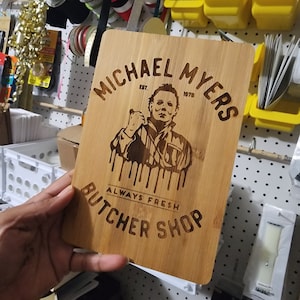 MICHAEL MYERS
EST 1978
ALWAYS FRESH
BUTCHER SHOP